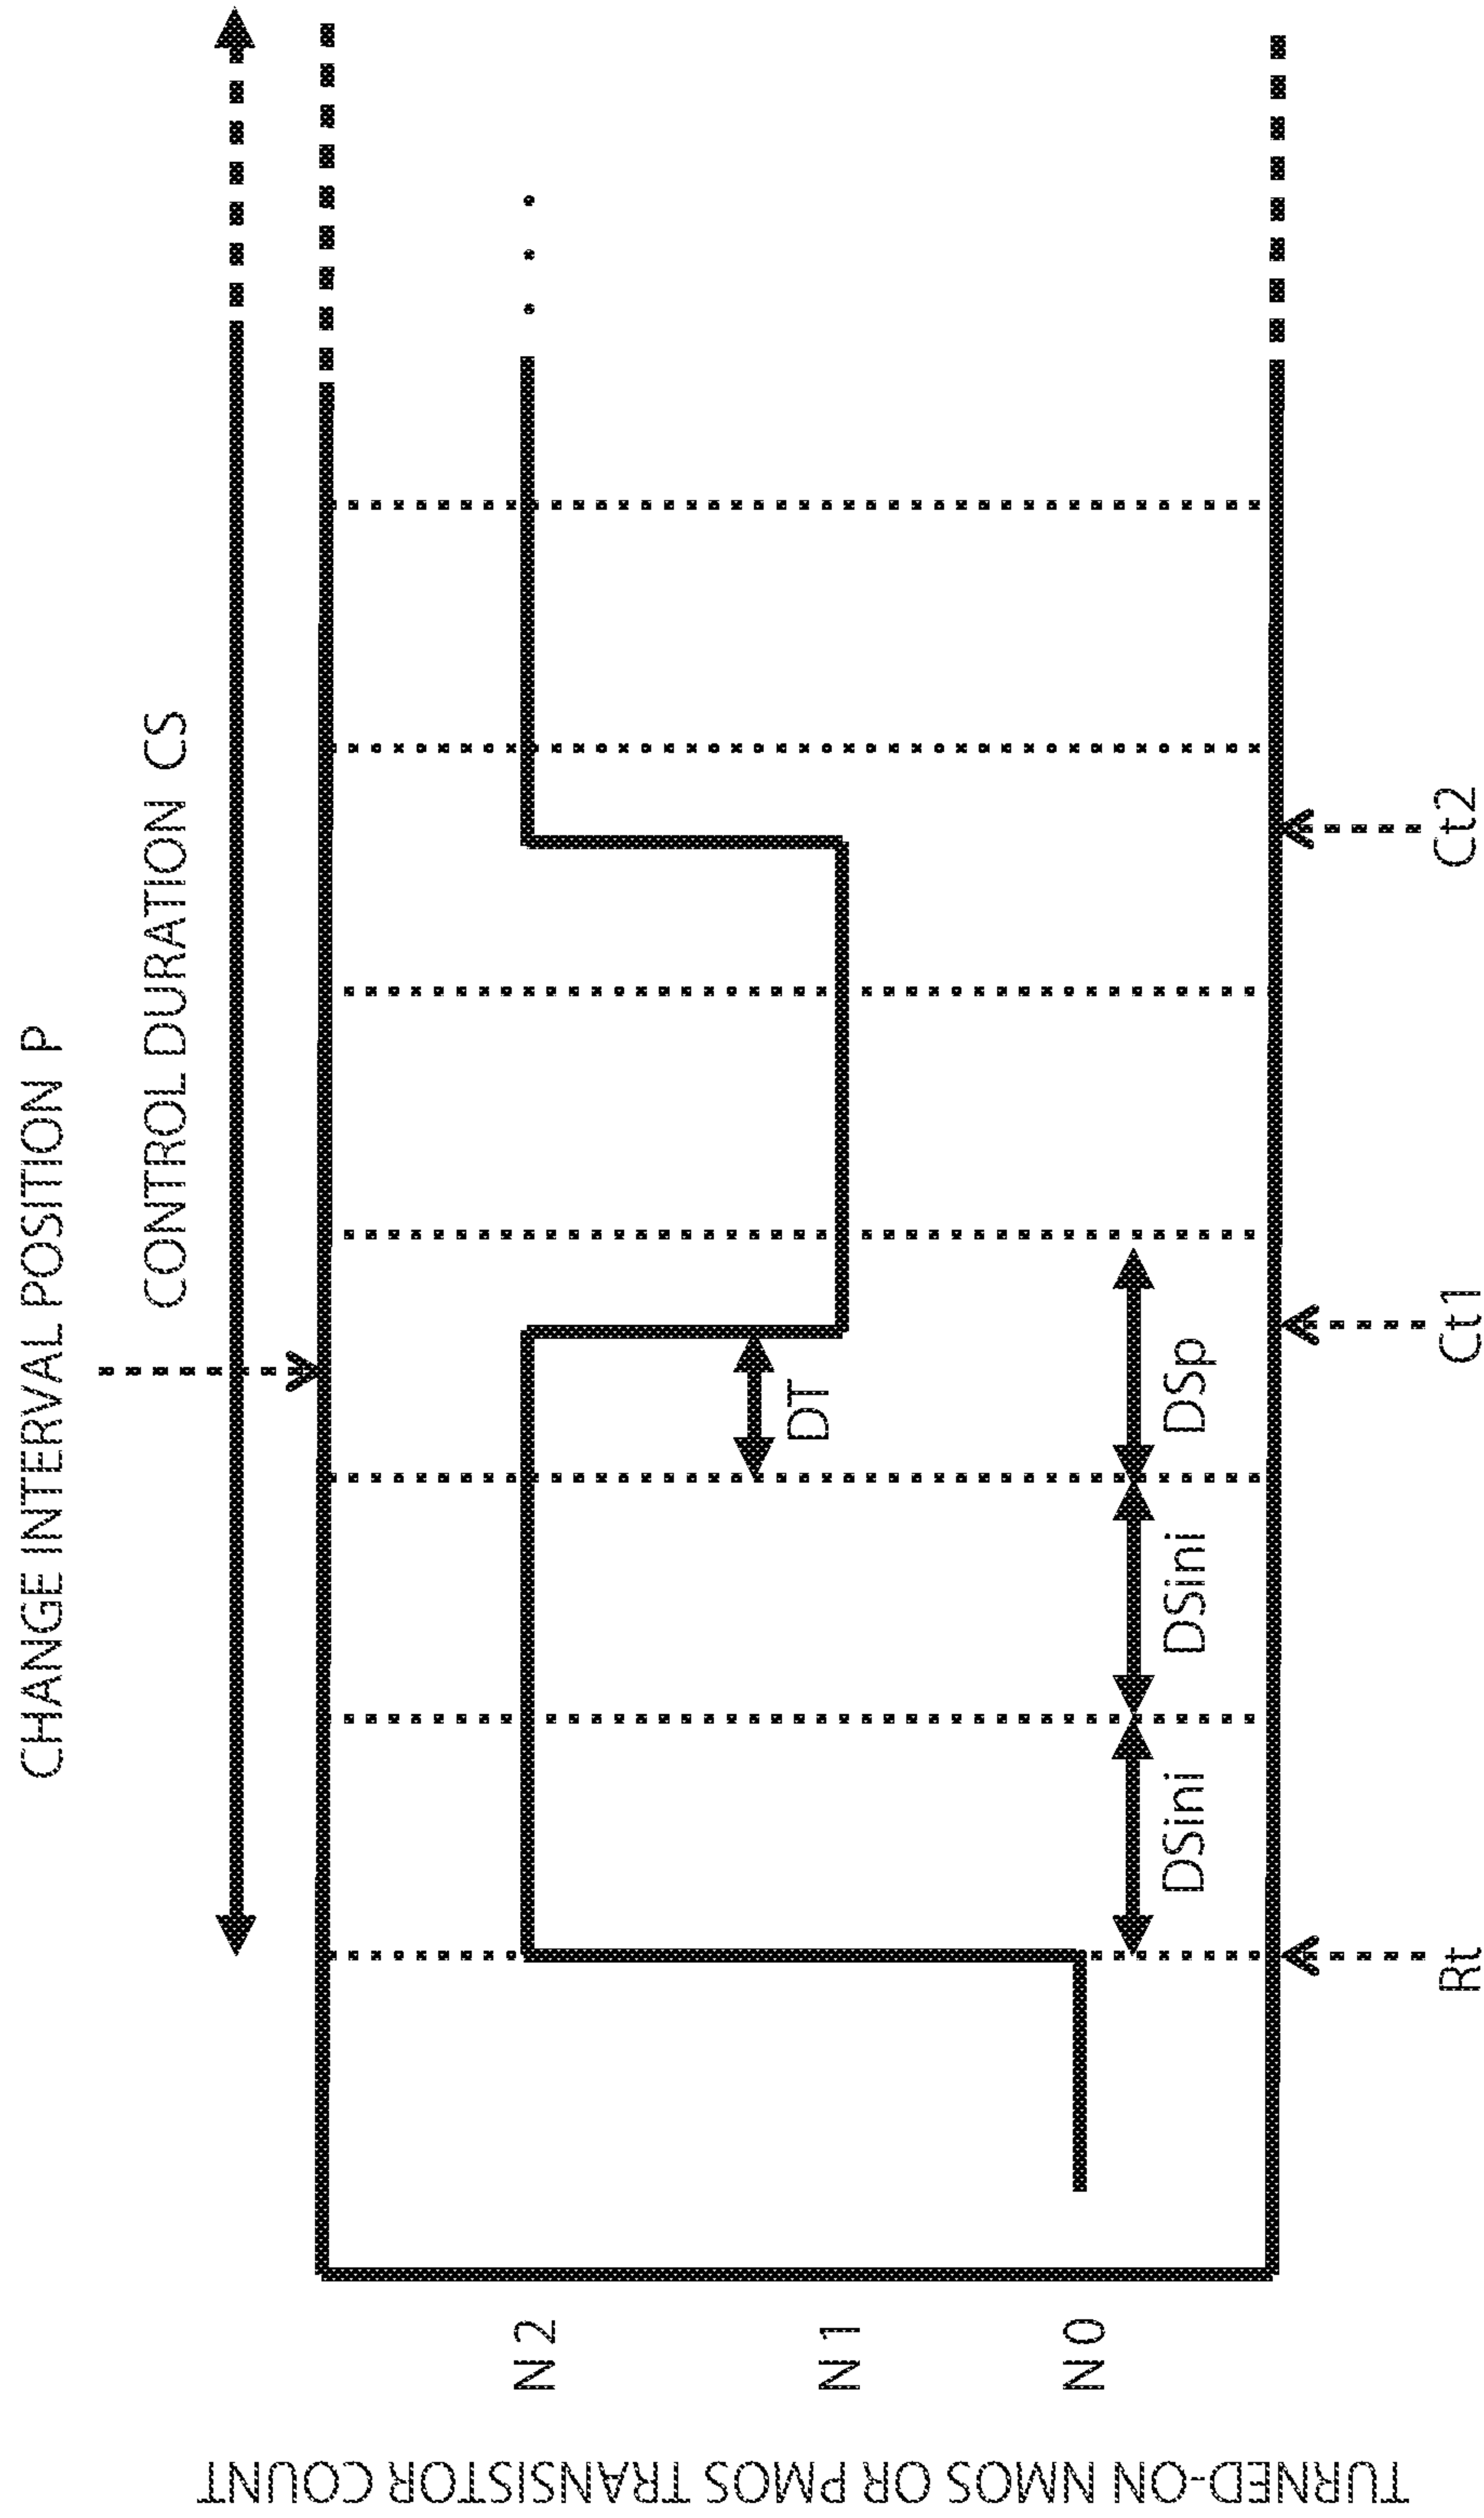 CHANGE INTERVAL POSITION P
CONTROL DURATION CS
TURNED-ON NMOS OR PMOS TRANSISTOR COUNT
N2
N1
N0
DT
DSini
DSini
DSp
Rt
Ct1
Ct2